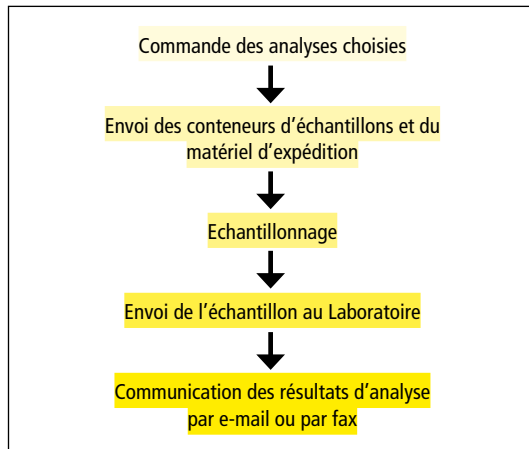 Commande des analyses choisies
Envoi des conteneurs d’échantillons et du
matériel d’expédition
Echantillonnage
Envoi de l’échantillon au Laboratoire
Communication des résultats d’analyse
par e-mail ou par fax